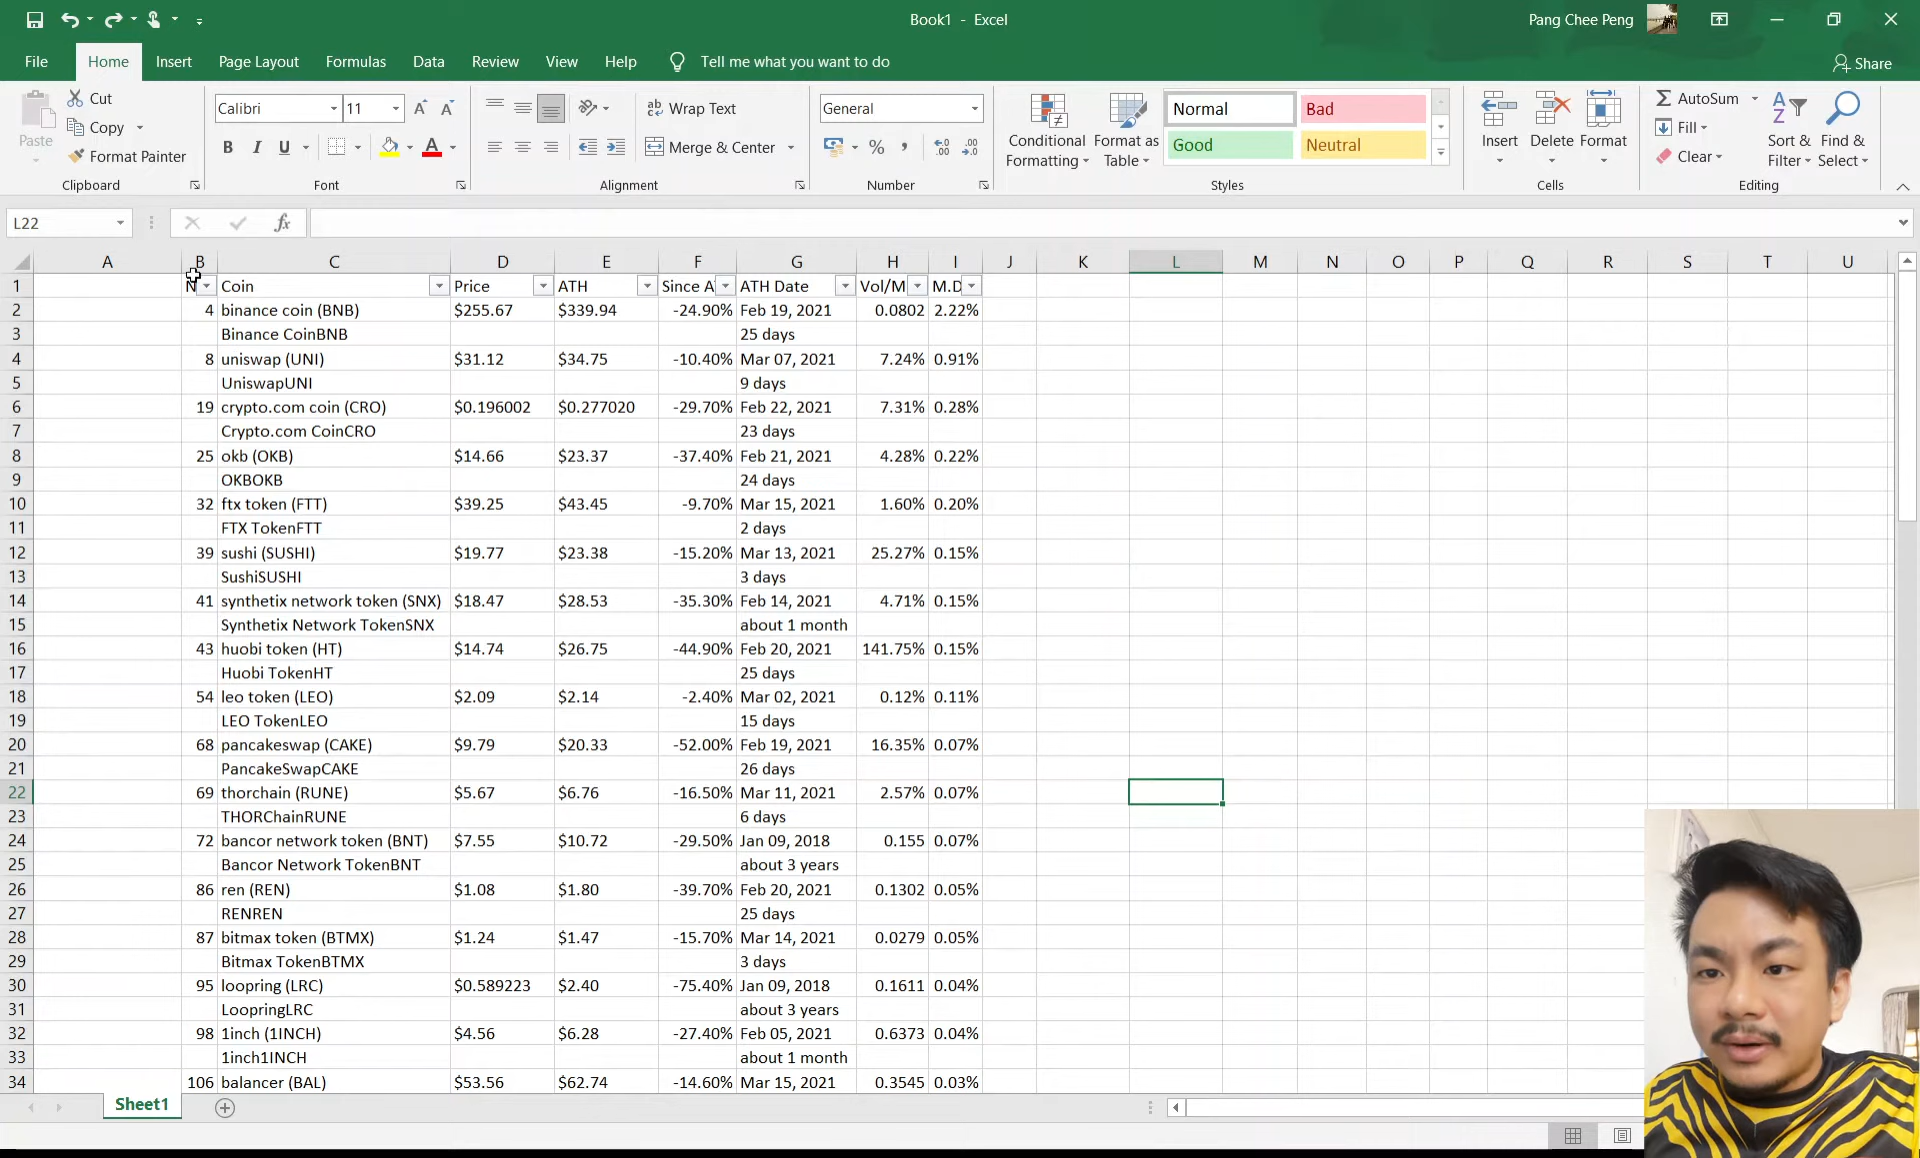 Book1 - Excel
Pang Chee Peng
File Home Insert Page Layout Formulas Data Review View Help Tell me what you want to do Share
Cut
Copy
Format Painter
Paste
Clipboard
Calibri 11
B I U
Font
Wrap Text
Merge & Center
Alignment
General
Number
Conditional Formatting
Format as Table
Normal Bad
Good Neutral
Styles
Insert Delete Format
Cells
AutoSum
Fill
Clear
Sort & Filter
Find & Select
Editing
L22
fx
A B C D E F G H I J K L M N O P Q R S T U
1 Coin Price ATH Since A ATH Date Vol/M M.D
2 4 binance coin (BNB) $255.67 $339.94 -24.90% Feb 19, 2021 0.0802 2.22%
3 Binance CoinBNB 25 days
4 8 uniswap (UNI) $31.12 $34.75 -10.40% Mar 07, 2021 7.24% 0.91%
5 UniswapUNI 9 days
6 19 crypto.com coin (CRO) $0.196002 $0.277020 -29.70% Feb 22, 2021 7.31% 0.28%
7 Crypto.com CoinCRO 23 days
8 25 okb (OKB) $14.66 $23.37 -37.40% Feb 21, 2021 4.28% 0.22%
9 OKBOKB 24 days
10 32 ftx token (FTT) $39.25 $43.45 -9.70% Mar 15, 2021 1.60% 0.20%
11 FTX TokenFTT 2 days
12 39 sushi (SUSHI) $19.77 $23.38 -15.20% Mar 13, 2021 25.27% 0.15%
13 SushiSUSHI 3 days
14 41 synthetix network token (SNX) $18.47 $28.53 -35.30% Feb 14, 2021 4.71% 0.15%
15 Synthetix Network TokenSNX about 1 month
16 43 huobi token (HT) $14.74 $26.75 -44.90% Feb 20, 2021 141.75% 0.15%
17 Huobi TokenHT 25 days
18 54 leo token (LEO) $2.09 $2.14 -2.40% Mar 02, 2021 0.12% 0.11%
19 LEO TokenLEO 15 days
20 68 pancakeswap (CAKE) $9.79 $20.33 -52.00% Feb 19, 2021 16.35% 0.07%
21 PancakeSwapCAKE 26 days
22 69 thorchain (RUNE) $5.67 $6.76 -16.50% Mar 11, 2021 2.57% 0.07%
23 THORChainRUNE 6 days
24 72 bancor network token (BNT) $7.55 $10.72 -29.50% Jan 09, 2018 0.155 0.07%
25 Bancor Network TokenBNT about 3 years
26 86 ren (REN) $1.08 $1.80 -39.70% Feb 20, 2021 0.1302 0.05%
27 RENREN 25 days
28 87 bitmax token (BTMX) $1.24 $1.47 -15.70% Mar 14, 2021 0.0279 0.05%
29 Bitmax TokenBTMX 3 days
30 95 loopring (LRC) $0.589223 $2.40 -75.40% Jan 09, 2018 0.1611 0.04%
31 LoopringLRC about 3 years
32 98 1inch (1INCH) $4.56 $6.28 -27.40% Feb 05, 2021 0.6373 0.04%
33 1inch1INCH about 1 month
34 106 balancer (BAL) $53.56 $62.74 -14.60% Mar 15, 2021 0.3545 0.03%
Sheet1